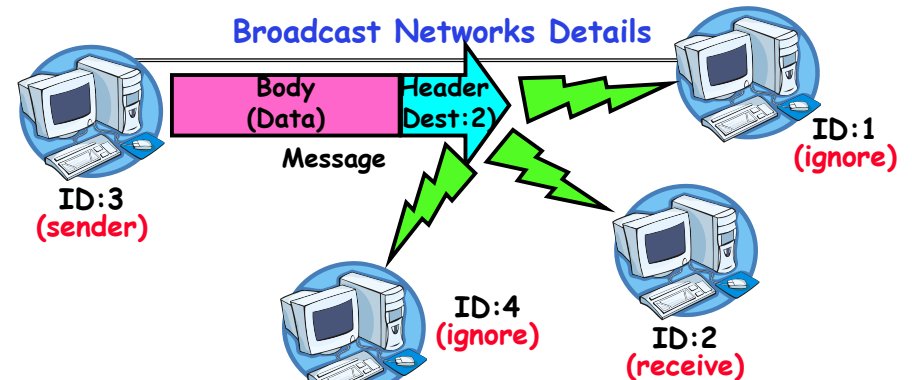 Broadcast Networks Details
Body
(Data)
Header
Dest:2)
Message
ID:1
(ignore)
ID:3
(sender)
ID:4
(ignore)
ID:2
(receive)